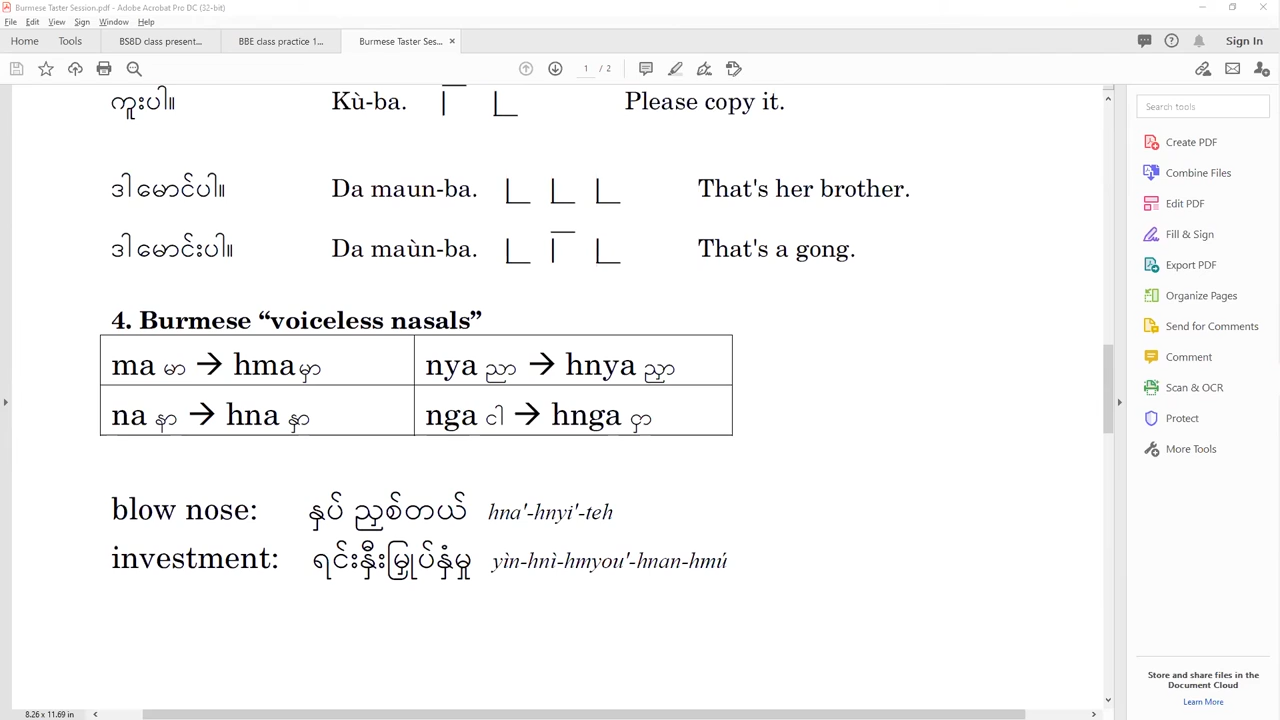 Burmese Taster Session.pdf - Adobe Acrobat Pro DC (32-bit)
File Edit View Sign Window Help
Home Tools BSBD class present... BBE class practice 1... Burmese Taster Ses... ×
1 / 2 Sign In
ကူးပါ။ Kù-ba. Please copy it.
ဒါ မောင်ပါ။ Da maun-ba. That's her brother.
ဒါ မောင်းပါ။ Da maùn-ba. That's a gong.
4. Burmese “voiceless nasals”
ma မာ → hma မှာ nya ညာ → hnya ညှာ
na နာ → hna နှာ nga ငါ → hnga ငှာ
blow nose: နှပ် ညှစ်တယ် hna'-hnyi'-teh
investment: ရင်းနှီးမြှုပ်နှံမှု yìn-hnì-hmyou'-hnan-hmú
8.26 x 11.69 in
Search tools
Create PDF
Combine Files
Edit PDF
Fill & Sign
Export PDF
Organize Pages
Send for Comments
Comment
Scan & OCR
Protect
More Tools
Store and share files in the
Document Cloud
Learn More